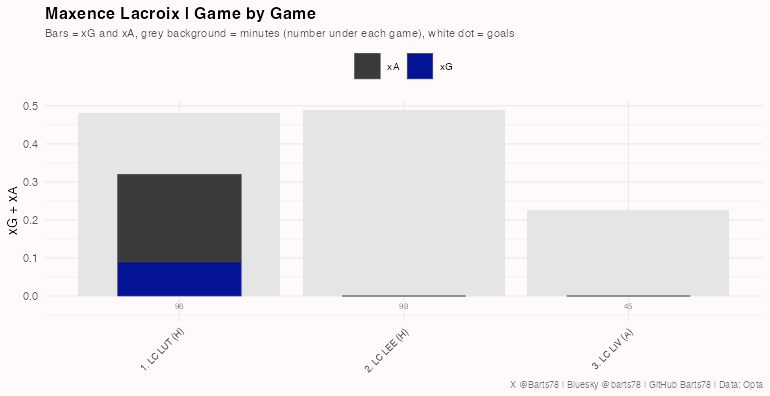 Maxence Lacroix | Game by Game
Bars = xG and xA, grey background = minutes (number under each game), white dot = goals
xA
xG
xG + xA
0.5
0.4
0.3
0.2
0.1
0.0
96
98
45
1. LC LUT (H)
2. LC LEE (H)
3. LC LIV (A)
X @Barts78 | Bluesky @barts78 | GitHub Barts78 | Data: Opta